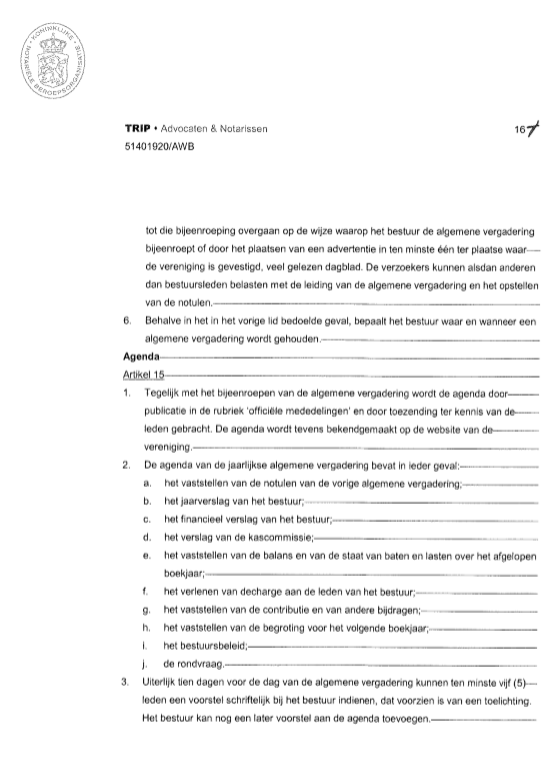 KONINKLIJKE
NOTARIËLE BEROEPSORGANISATIE
TRIP • Advocaten & Notarissen
16
51401920/AWB
tot die bijeenroeping overgaan op de wijze waarop het bestuur de algemene vergadering
bijeenroept of door het plaatsen van een advertentie in ten minste één ter plaatse waar
de vereniging is gevestigd, veel gelezen dagblad. De verzoekers kunnen alsdan anderen
dan bestuursleden belasten met de leiding van de algemene vergadering en het opstellen
van de notulen.
6. Behalve in het in het vorige lid bedoelde geval, bepaalt het bestuur waar en wanneer een
algemene vergadering wordt gehouden.
Agenda
Artikel 15
1. Tegelijk met het bijeenroepen van de algemene vergadering wordt de agenda door
publicatie in de rubriek 'officiële mededelingen' en door toezending ter kennis van de
leden gebracht. De agenda wordt tevens bekendgemaakt op de website van de
vereniging.
2. De agenda van de jaarlijkse algemene vergadering bevat in ieder geval:
a. het vaststellen van de notulen van de vorige algemene vergadering;
b. het jaarverslag van het bestuur;
c. het financieel verslag van het bestuur;
d. het verslag van de kascommissie;
e. het vaststellen van de balans en van de staat van baten en lasten over het afgelopen
boekjaar;
f. het verlenen van decharge aan de leden van het bestuur;
g. het vaststellen van de contributie en van andere bijdragen;
h. het vaststellen van de begroting voor het volgende boekjaar;
i. het bestuursbeleid;
j. de rondvraag.
3. Uiterlijk tien dagen voor de dag van de algemene vergadering kunnen ten minste vijf (5)
leden een voorstel schriftelijk bij het bestuur indienen, dat voorzien is van een toelichting.
Het bestuur kan nog een later voorstel aan de agenda toevoegen.